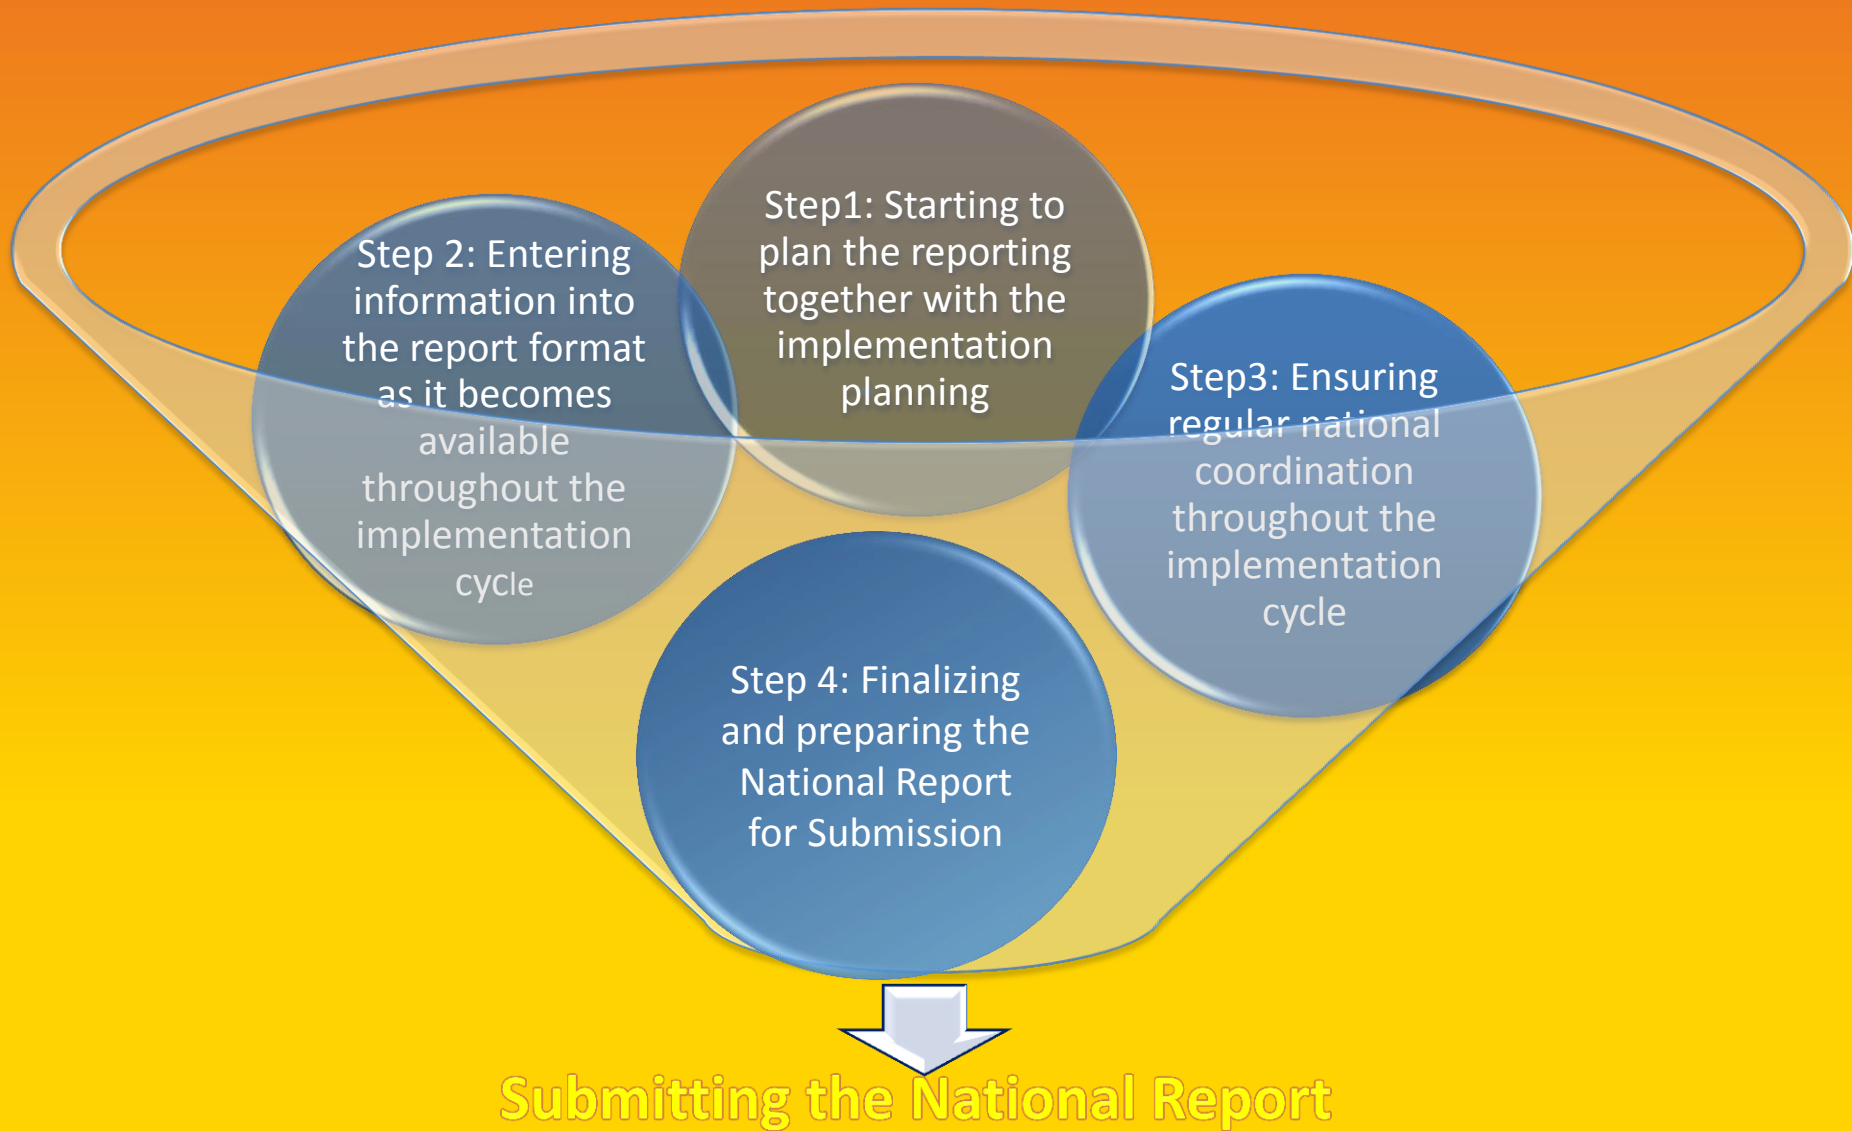 Step1: Starting to
plan the reporting
together with the
implementation
planning
Step 2: Entering
information into
the report format
as it becomes
available
throughout the
implementation
cycle
Step3: Ensuring
regular national
coordination
throughout the
implementation
cycle
Step 4: Finalizing
and preparing the
National Report
for Submission
Submitting the National Report